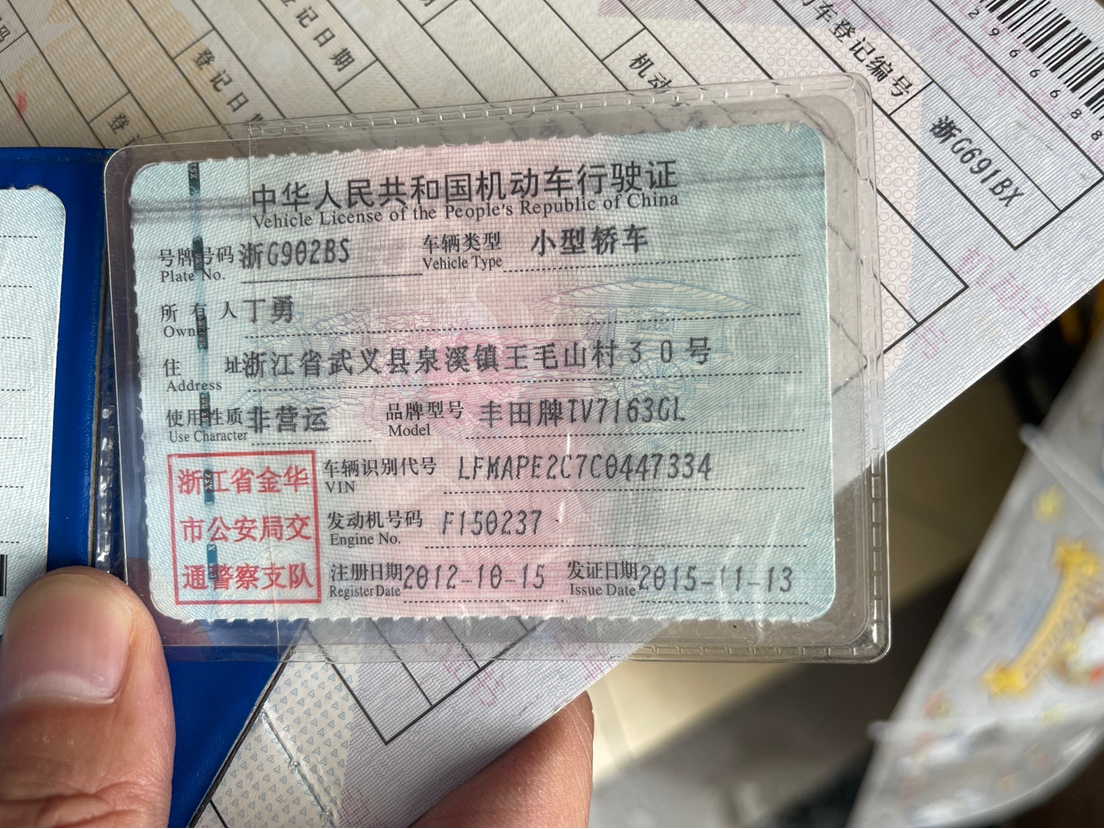 登记日期
登记日
登
机动
车登记编号
浙G691BX
2966688
中华人民共和国机动车行驶证
Vehicle License of the People's Republic of China
号牌号码 浙G902BS 车辆类型 小型轿车
Plate No. Vehicle Type
所有人 丁勇
Owner
住址 浙江省武义县泉溪镇王毛山村30号
Address
使用性质 非营运 品牌型号 丰田牌TV7163GL
Use Character Model
浙江省金华
市公安局交
通警察支队
车辆识别代号 LFMAPE2C7C0447334
VIN
发动机号码 F150237
Engine No.
注册日期 2012-10-15 发证日期 2015-11-13
Register Date Issue Date